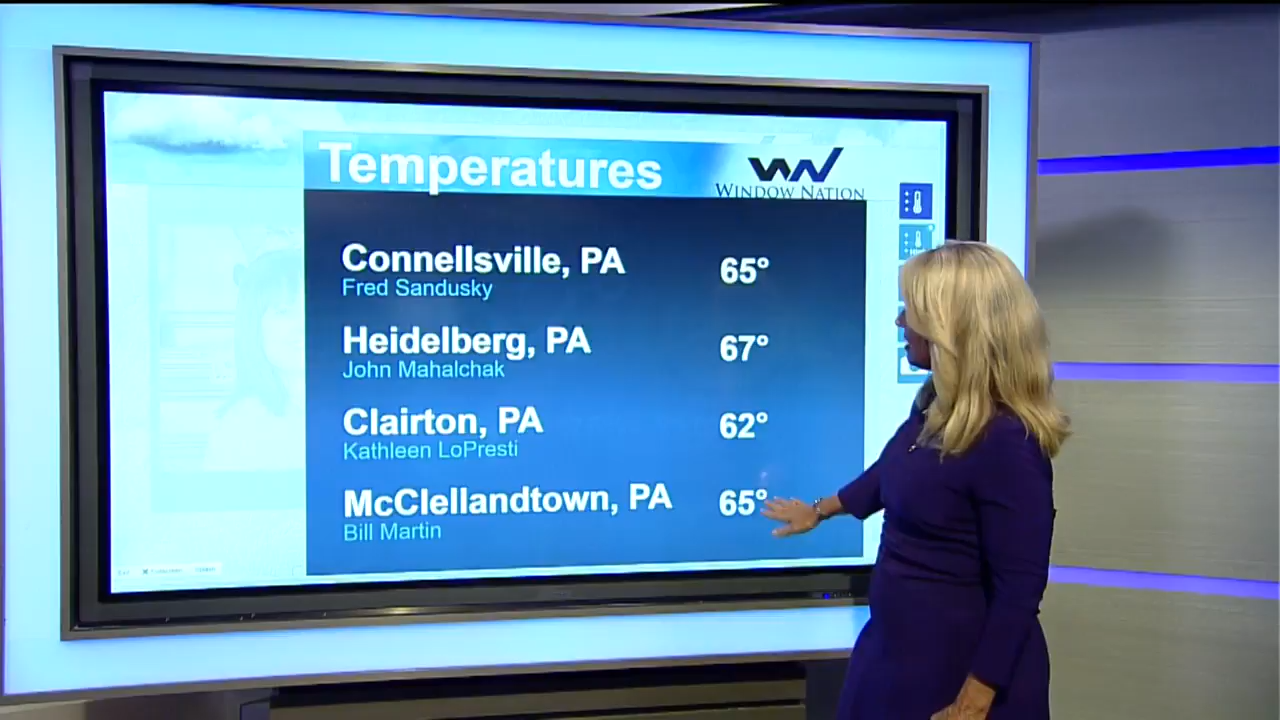 Temperatures
WINDOW NATION
Connellsville, PA
65°
Fred Sandusky
Heidelberg, PA
67°
John Mahalchak
Clairton, PA
62°
Kathleen LoPresti
McClellandtown, PA
65°
Bill Martin